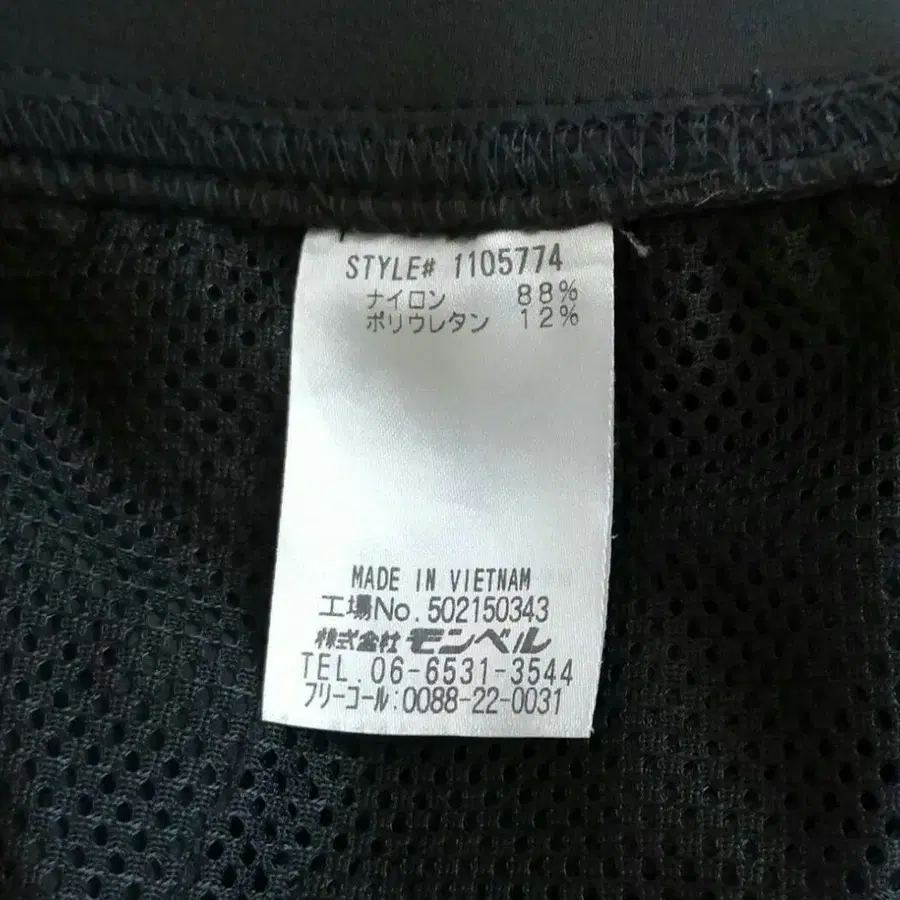 STYLE# 1105774
ナイロン 88%
ポリウレタン 12%
MADE IN VIETNAM
工場No.502150343
株式会社 モンベル
TEL.06-6531-3544
フリーコール:0088-22-0031